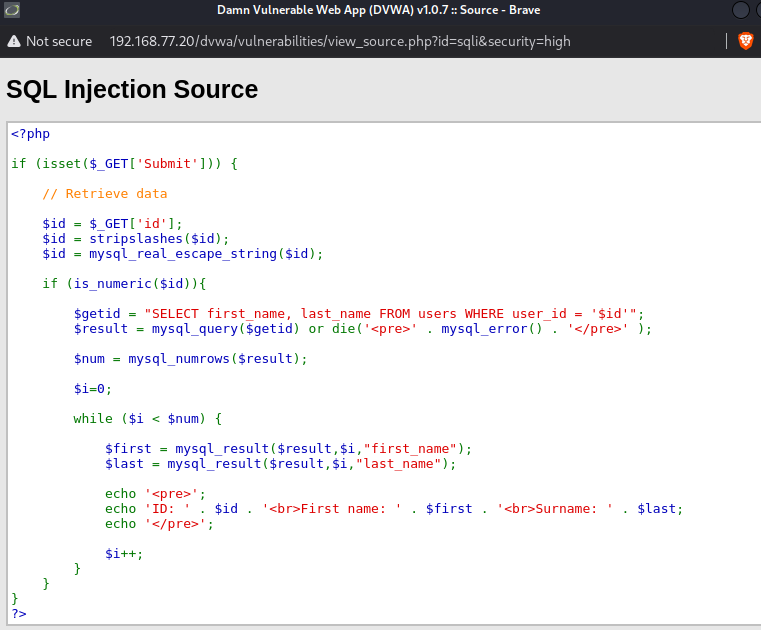 Damn Vulnerable Web App (DVWA) v1.0.7 :: Source - Brave
Not secure 192.168.77.20/dvwa/vulnerabilities/view_source.php?id=sqli&security=high
SQL Injection Source
<?php
if (isset($_GET['Submit'])) {
    // Retrieve data
    $id = $_GET['id'];
    $id = stripslashes($id);
    $id = mysql_real_escape_string($id);
    if (is_numeric($id)){
        $getid = "SELECT first_name, last_name FROM users WHERE user_id = '$id'";
        $result = mysql_query($getid) or die('<pre>' . mysql_error() . '</pre>' );
        $num = mysql_numrows($result);
        $i=0;
        while ($i < $num) {
            $first = mysql_result($result,$i,"first_name");
            $last = mysql_result($result,$i,"last_name");
            echo '<pre>';
            echo 'ID: ' . $id . '<br>First name: ' . $first . '<br>Surname: ' . $last;
            echo '</pre>';
            $i++;
        }
    }
}
?>